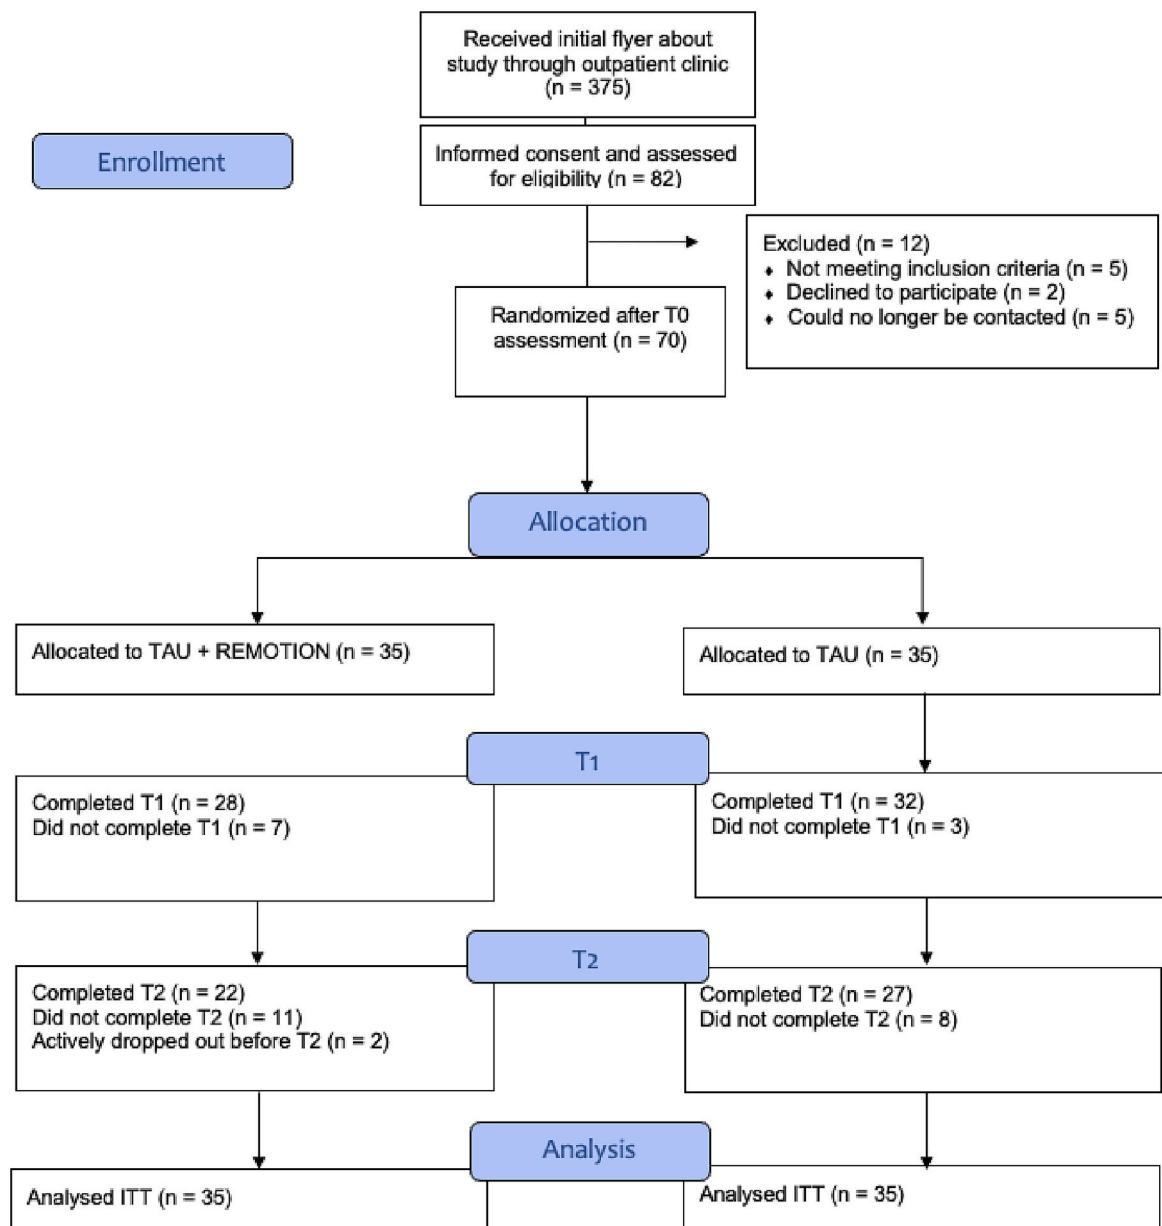 Received initial flyer about
study through outpatient clinic
(n = 375)
Enrollment
Informed consent and assessed
for eligibility (n = 82)
Excluded (n = 12)
♦ Not meeting inclusion criteria (n = 5)
♦ Declined to participate (n = 2)
♦ Could no longer be contacted (n = 5)
Randomized after T0
assessment (n = 70)
Allocation
Allocated to TAU + REMOTION (n = 35)
Allocated to TAU (n = 35)
T1
Completed T1 (n = 28)
Did not complete T1 (n = 7)
Completed T1 (n = 32)
Did not complete T1 (n = 3)
T2
Completed T2 (n = 22)
Did not complete T2 (n = 11)
Actively dropped out before T2 (n = 2)
Completed T2 (n = 27)
Did not complete T2 (n = 8)
Analysis
Analysed ITT (n = 35)
Analysed ITT (n = 35)